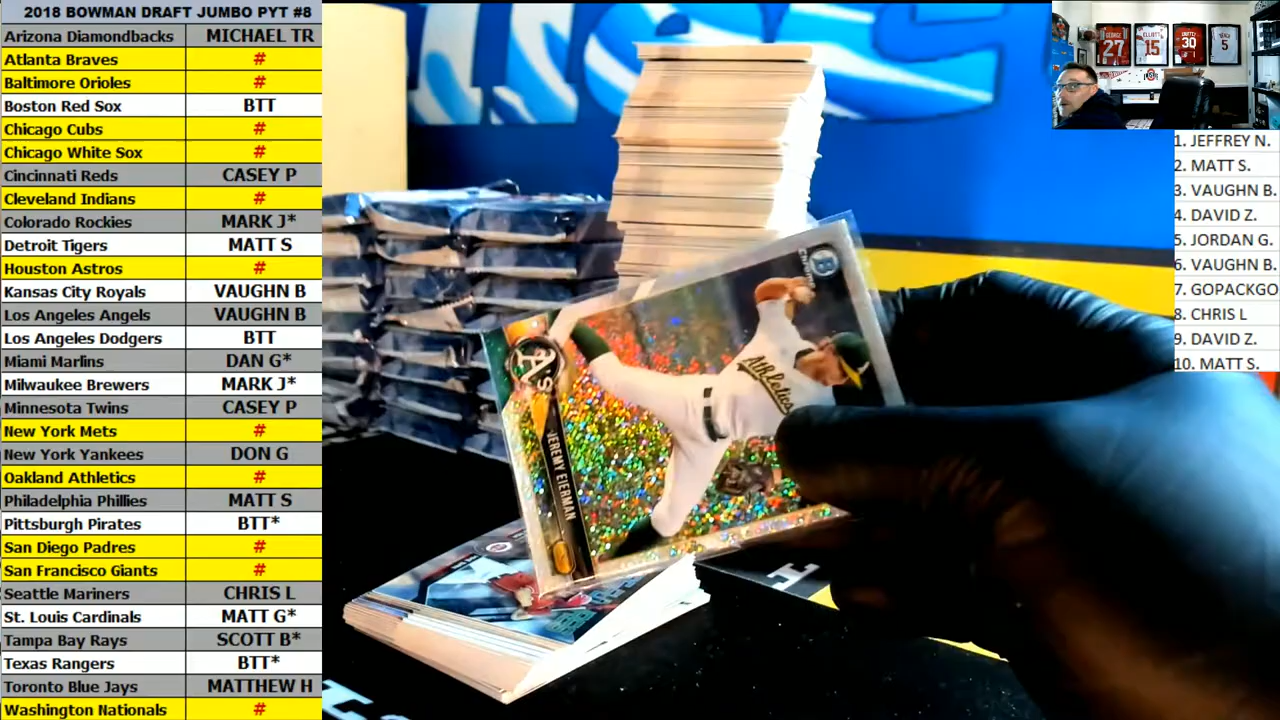 2018 BOWMAN DRAFT JUMBO PYT #8
Arizona Diamondbacks MICHAEL TR
Atlanta Braves #
Baltimore Orioles #
Boston Red Sox BTT
Chicago Cubs #
Chicago White Sox #
Cincinnati Reds CASEY P
Cleveland Indians #
Colorado Rockies MARK J*
Detroit Tigers MATT S
Houston Astros #
Kansas City Royals VAUGHN B
Los Angeles Angels VAUGHN B
Los Angeles Dodgers BTT
Miami Marlins DAN G*
Milwaukee Brewers MARK J*
Minnesota Twins CASEY P
New York Mets #
New York Yankees DON G
Oakland Athletics #
Philadelphia Phillies MATT S
Pittsburgh Pirates BTT*
San Diego Padres #
San Francisco Giants #
Seattle Mariners CHRIS L
St. Louis Cardinals MATT G*
Tampa Bay Rays SCOTT B*
Texas Rangers BTT*
Toronto Blue Jays MATTHEW H
Washington Nationals #
B
CHROME
A's
Athletics
JEREMY EIERMAN
GEORGE
27
ELLIOTT
15
30
5
1. JEFFREY N.
2. MATT S.
3. VAUGHN B.
4. DAVID Z.
5. JORDAN G.
6. VAUGHN B.
7. GOPACKGO
8. CHRIS L
9. DAVID Z.
10. MATT S.